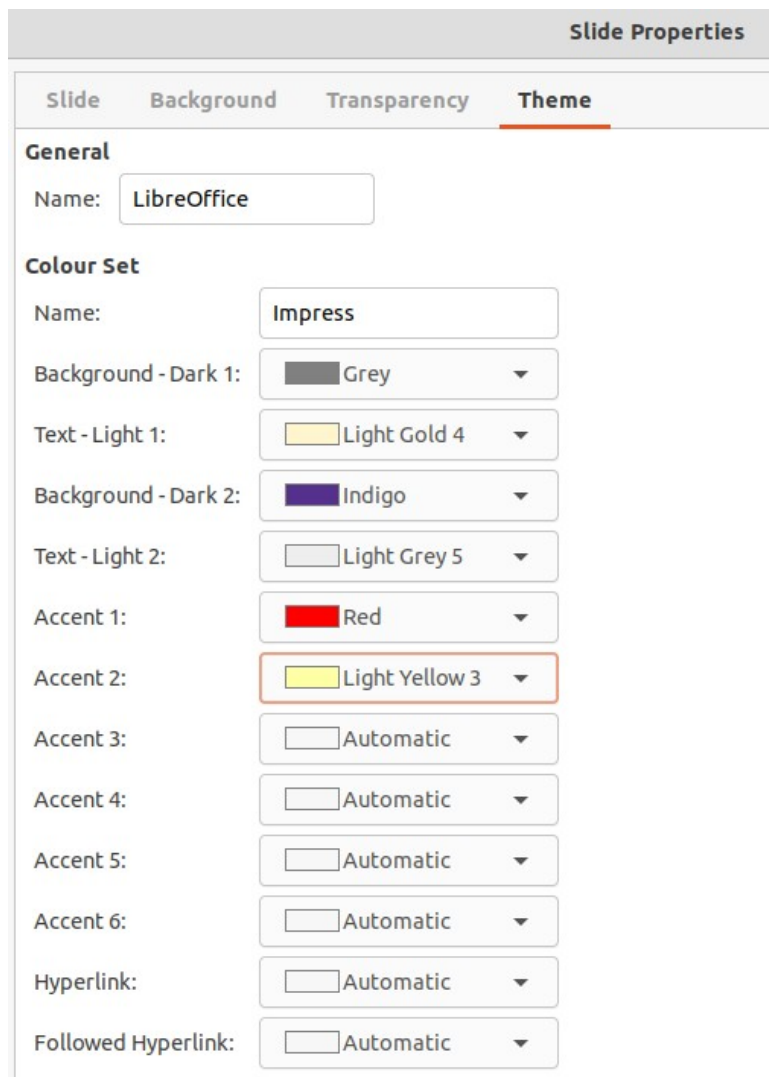 Slide Properties
Slide Background Transparency Theme
General
Name: LibreOffice
Colour Set
Name: Impress
Background - Dark 1: Grey
Text - Light 1: Light Gold 4
Background - Dark 2: Indigo
Text - Light 2: Light Grey 5
Accent 1: Red
Accent 2: Light Yellow 3
Accent 3: Automatic
Accent 4: Automatic
Accent 5: Automatic
Accent 6: Automatic
Hyperlink: Automatic
Followed Hyperlink: Automatic